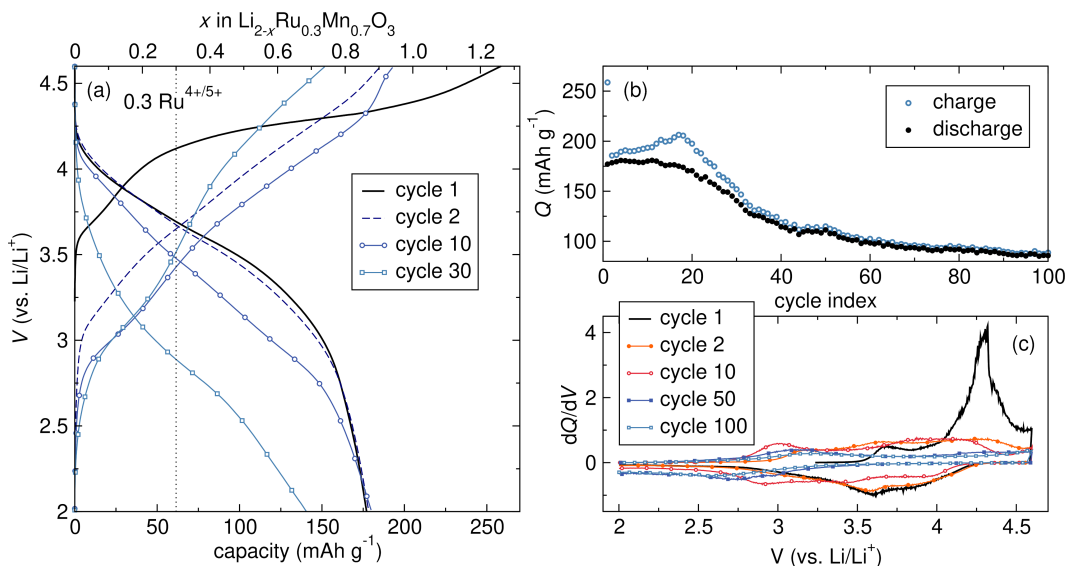 x in Li2-xRu0.3Mn0.7O3
0 0.2 0.4 0.6 0.8 1 1.2
(a)
0.3 Ru4+/5+
4.5
4
3.5
3
2.5
2
V (vs. Li/Li+)
cycle 1
cycle 2
cycle 10
cycle 30
0 50 100 150 200 250
capacity (mAh g-1)
(b)
charge
discharge
250
200
150
100
Q (mAh g-1)
0 20 40 60 80 100
cycle index
cycle 1
cycle 2
cycle 10
cycle 50
cycle 100
(c)
4
2
0
dQ/dV
2 2.5 3 3.5 4 4.5
V (vs. Li/Li+)